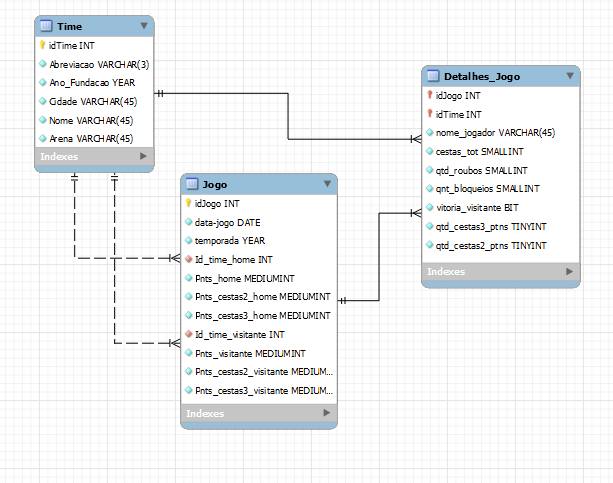 Time
idTime INT
Abreviacao VARCHAR(3)
Ano_Fundacao YEAR
Cidade VARCHAR(45)
Nome VARCHAR(45)
Arena VARCHAR(45)
Indexes
Jogo
idJogo INT
data-jogo DATE
temporada YEAR
Id_time_home INT
Pnts_home MEDIUMINT
Pnts_cestas2_home MEDIUMINT
Pnts_cestas3_home MEDIUMINT
Id_time_visitante INT
Pnts_visitante MEDIUMINT
Pnts_cestas2_visitante MEDIUM...
Pnts_cestas3_visitante MEDIUM...
Indexes
Detalhes_Jogo
idJogo INT
idTime INT
nome_jogador VARCHAR(45)
cestas_tot SMALLINT
qtd_roubos SMALLINT
qnt_bloqueios SMALLINT
vitoria_visitante BIT
qtd_cestas3_ptns TINYINT
qtd_cestas2_ptns TINYINT
Indexes